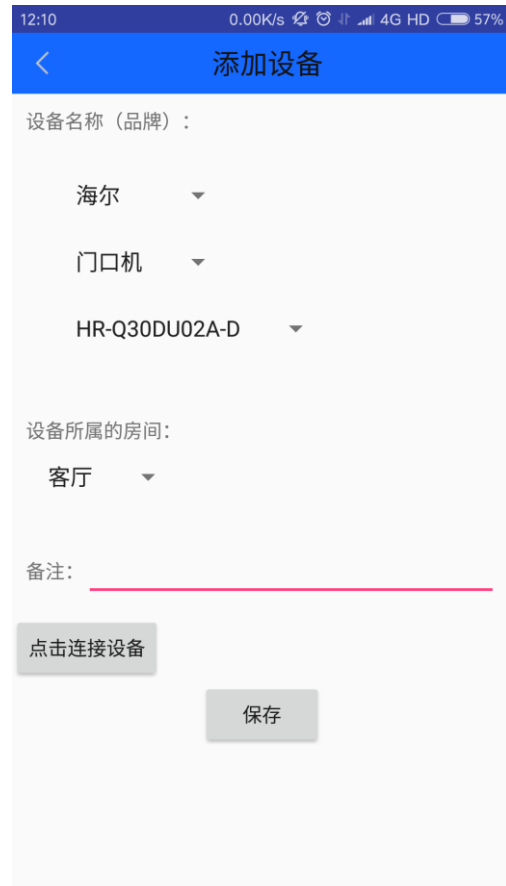 12:10 0.00K/s 4G HD 57%
添加设备
设备名称（品牌）:
海尔
门口机
HR-Q30DU02A-D
设备所属的房间:
客厅
备注:
点击连接设备
保存